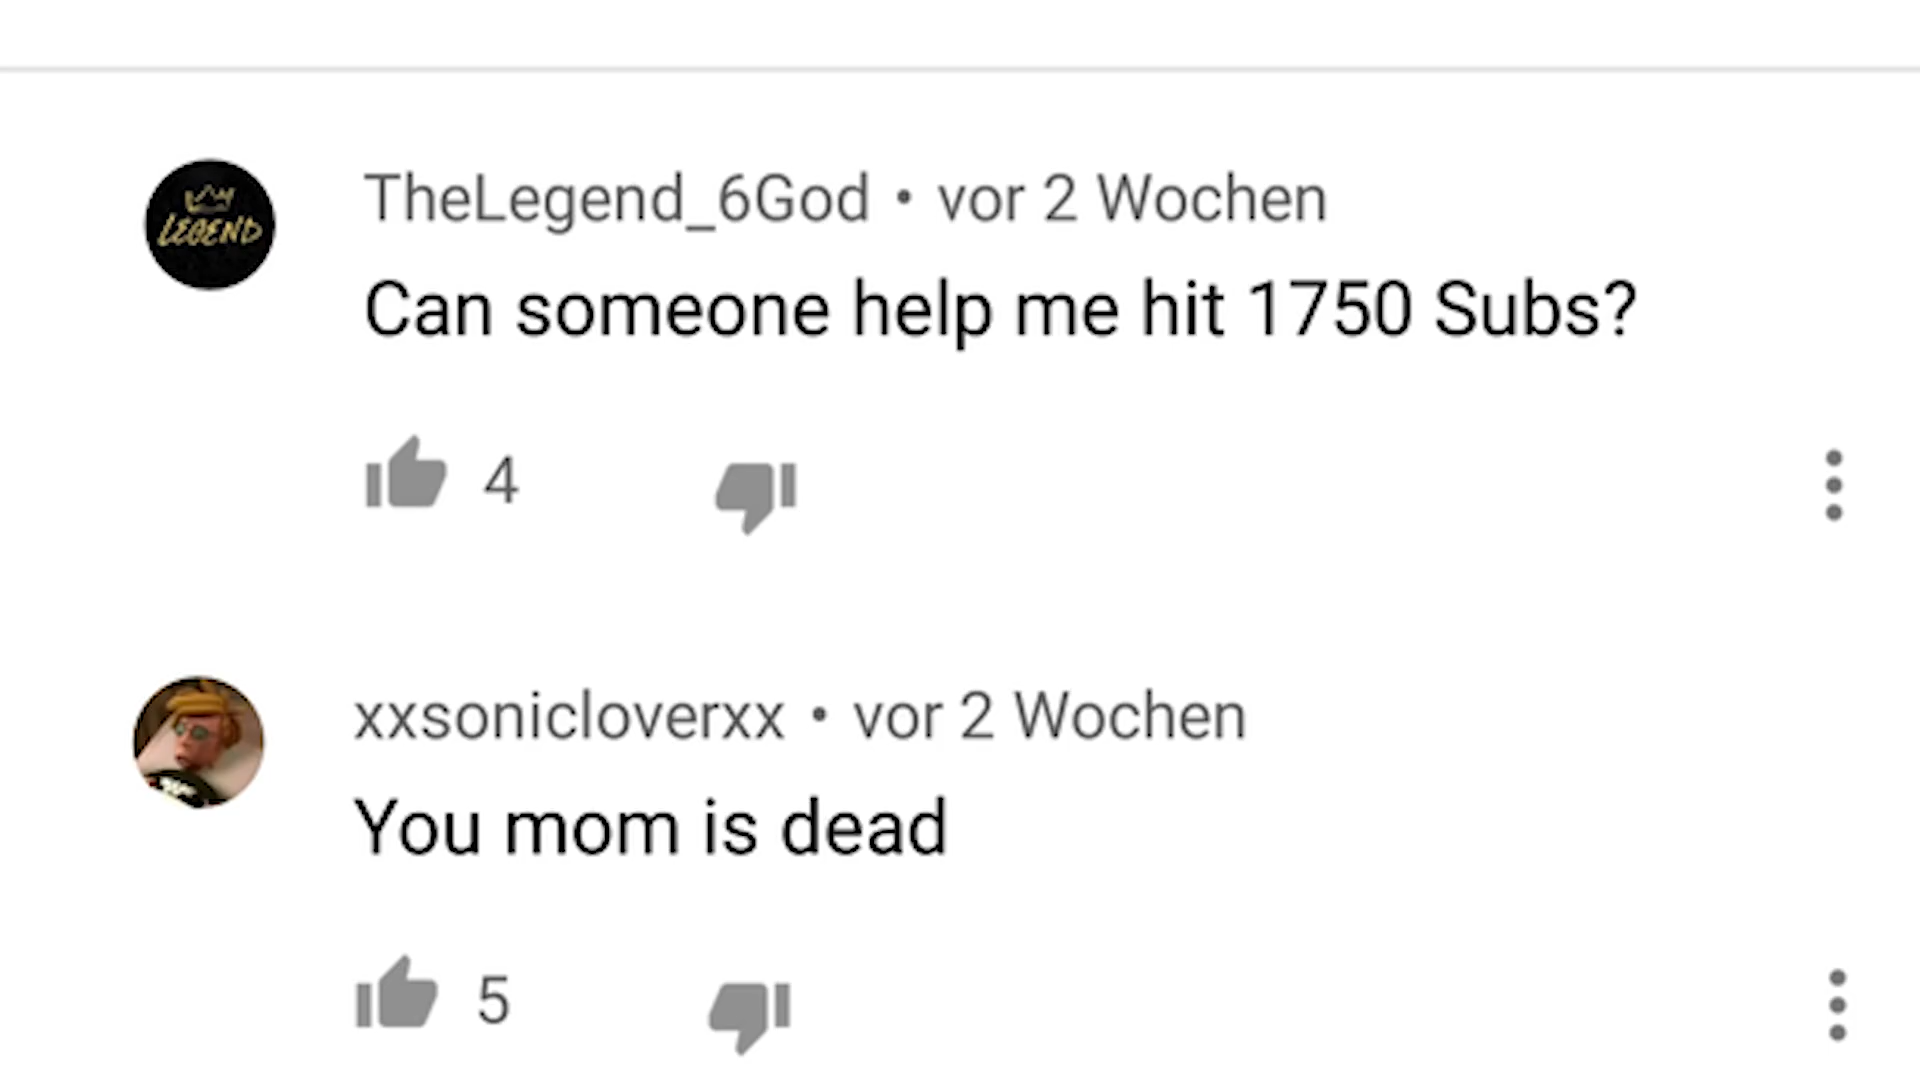 LEGEND
TheLegend_6God • vor 2 Wochen
Can someone help me hit 1750 Subs?
4
xxsonicloverxx • vor 2 Wochen
You mom is dead
5